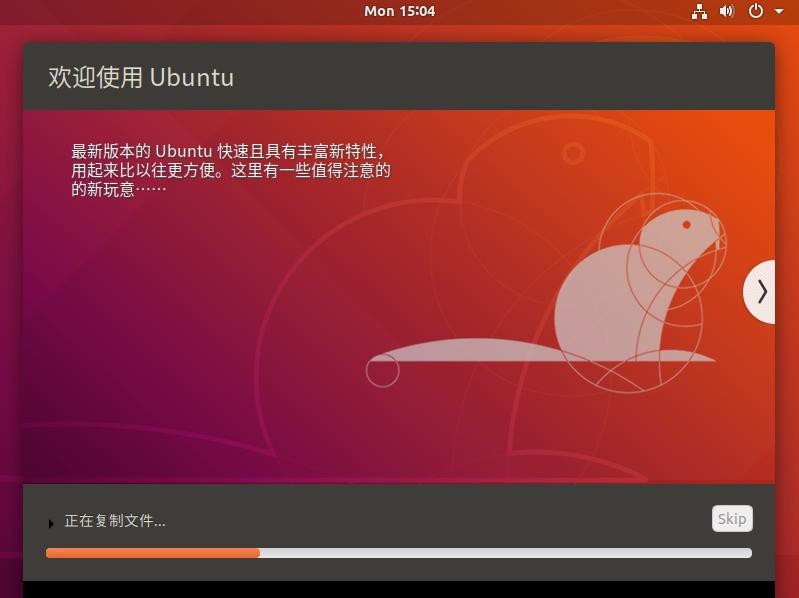 Mon 15:04
欢迎使用 Ubuntu
最新版本的 Ubuntu 快速且具有丰富新特性，
用起来比以往更方便。这里有一些值得注意的
的新玩意……
正在复制文件...
Skip